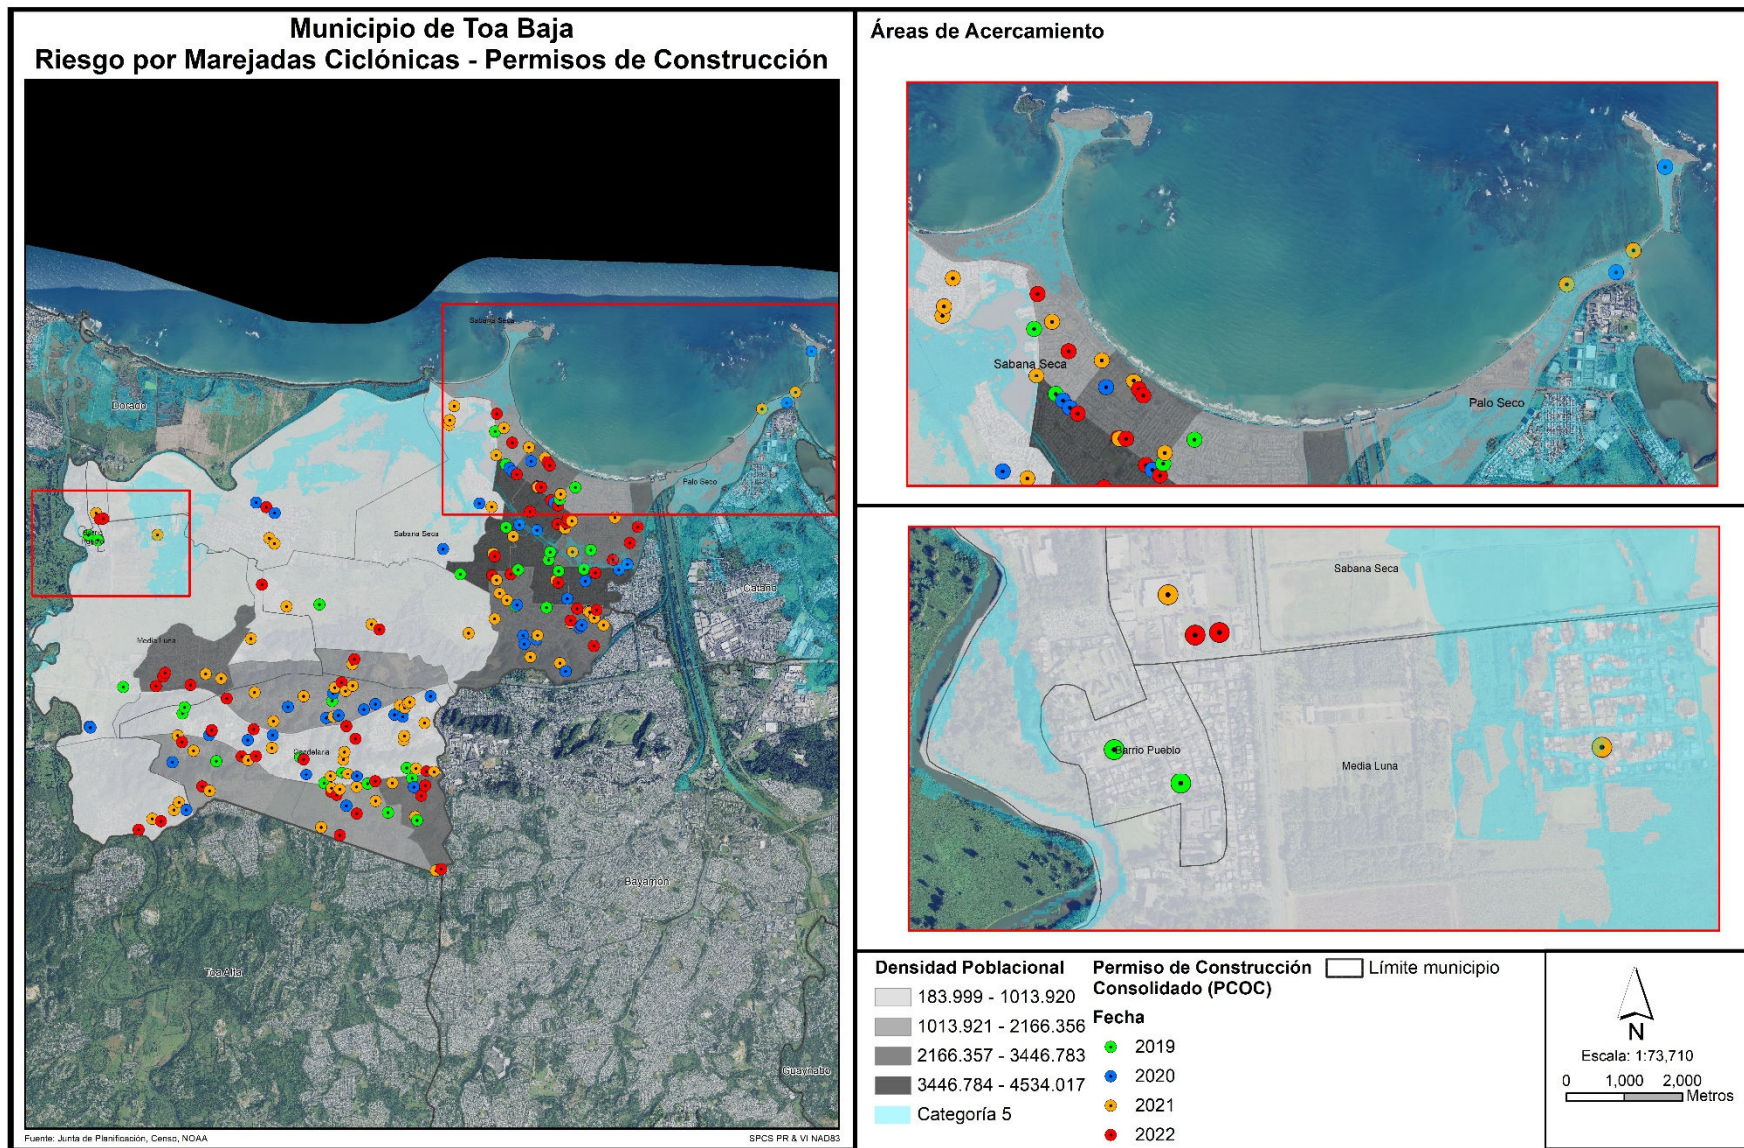 Municipio de Toa Baja
Riesgo por Marejadas Ciclónicas - Permisos de Construcción
Sabana Seca
Dorado
Palo Seco
Barrio
Pueblo
Sabana Seca
Cataño
Media Luna
Candelaria
Bayamón
Toa Alta
Guaynabo
Fuente: Junta de Planificación, Censo, NOAA
SPCS PR & VI NAD83
Áreas de Acercamiento
Sabana Seca
Palo Seco
Sabana Seca
Barrio Pueblo
Media Luna
Densidad Poblacional
183.999 - 1013.920
1013.921 - 2166.356
2166.357 - 3446.783
3446.784 - 4534.017
Categoría 5
Permiso de Construcción
Consolidado (PCOC)
Fecha
2019
2020
2021
2022
Límite municipio
N
Escala: 1:73,710
0 1,000 2,000
Metros